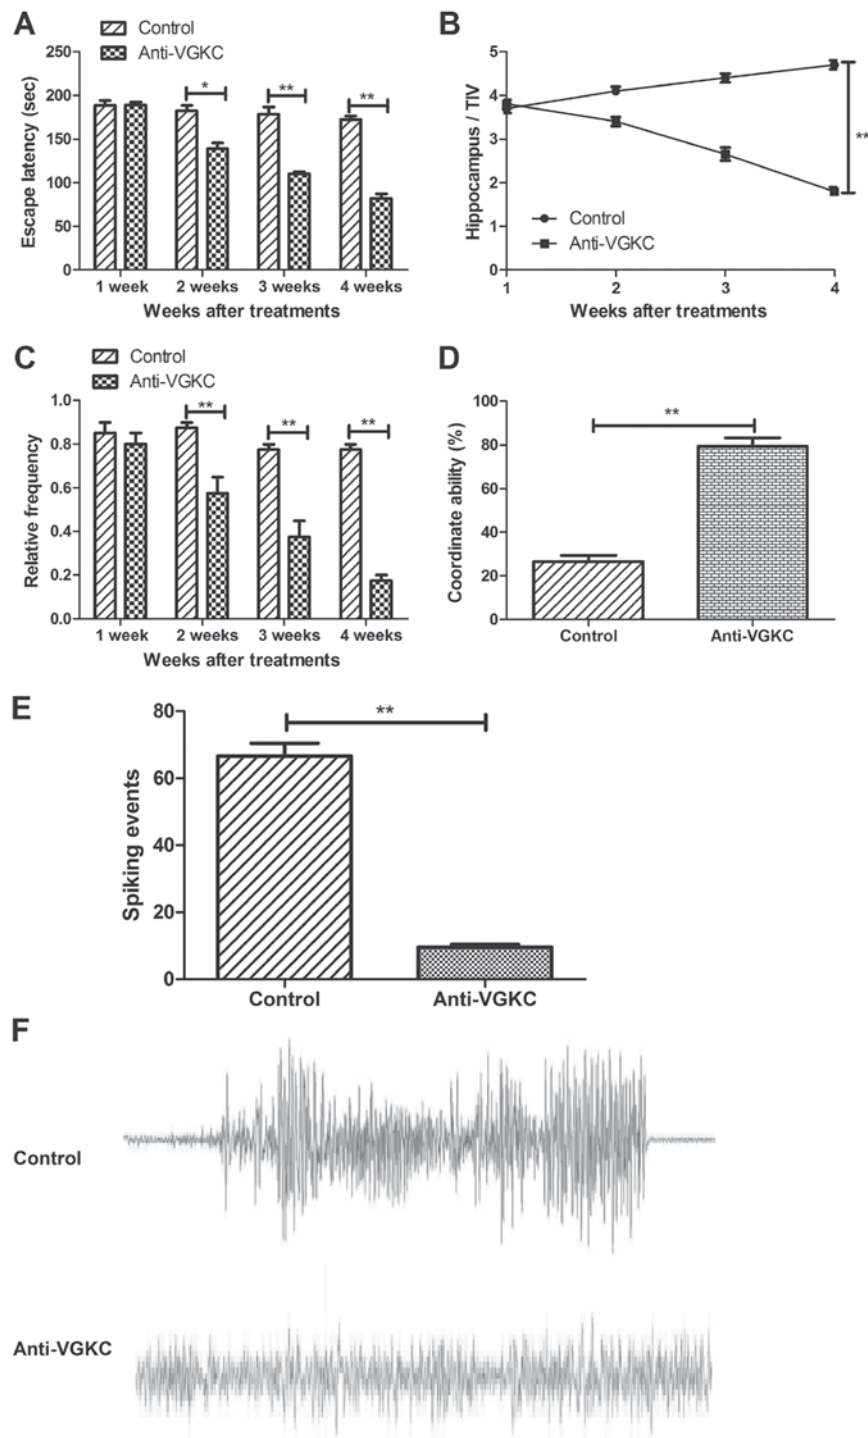 A
Control
Anti-VGKC
Escape latency (sec)
250
200
150
100
50
0
*
**
**
1 week 2 weeks 3 weeks 4 weeks
Weeks after treatments
B
Hippocampus / TIV
5
4
3
2
1
0
Control
Anti-VGKC
**
1 2 3 4
Weeks after treatments
C
Control
Anti-VGKC
Relative frequency
1.0
0.8
0.6
0.4
0.2
0.0
**
**
**
1 week 2 weeks 3 weeks 4 weeks
Weeks after treatments
D
Coordinate ability (%)
100
80
60
40
20
0
**
Control Anti-VGKC
E
Spiking events
80
60
40
20
0
**
Control Anti-VGKC
F
Control
Anti-VGKC